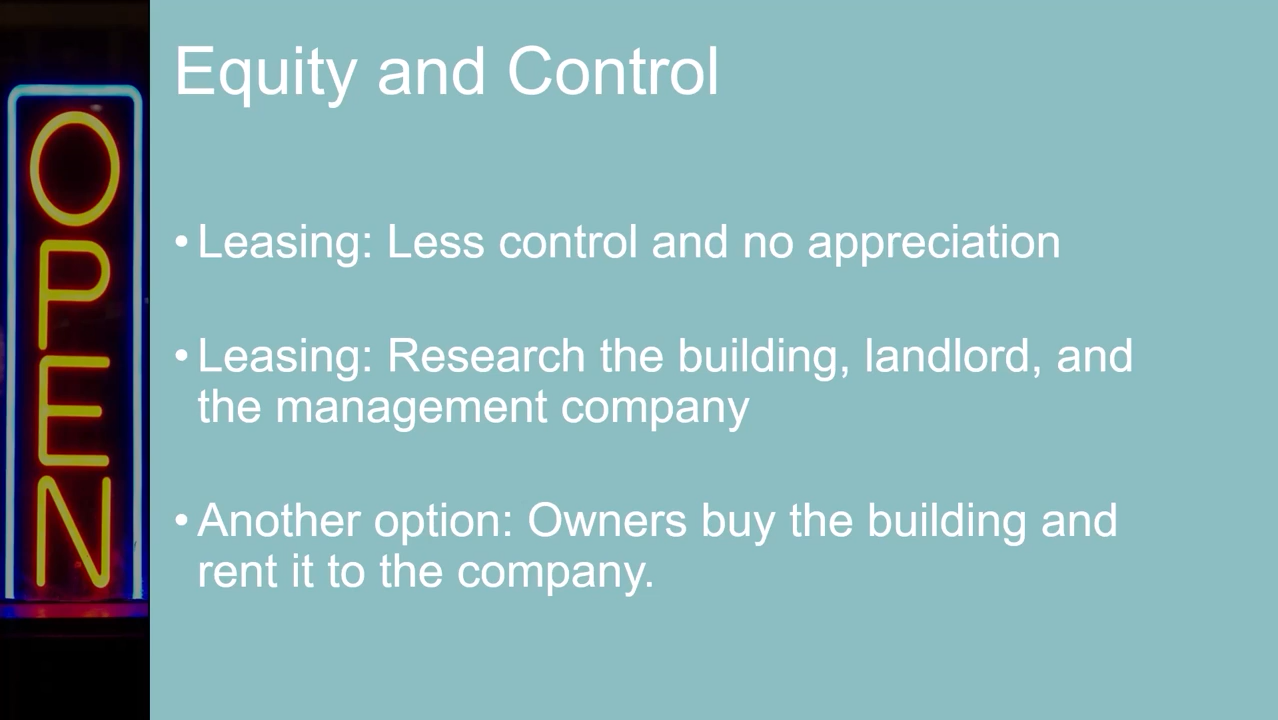 OPEN
Equity and Control
• Leasing: Less control and no appreciation
• Leasing: Research the building, landlord, and
the management company
• Another option: Owners buy the building and
rent it to the company.